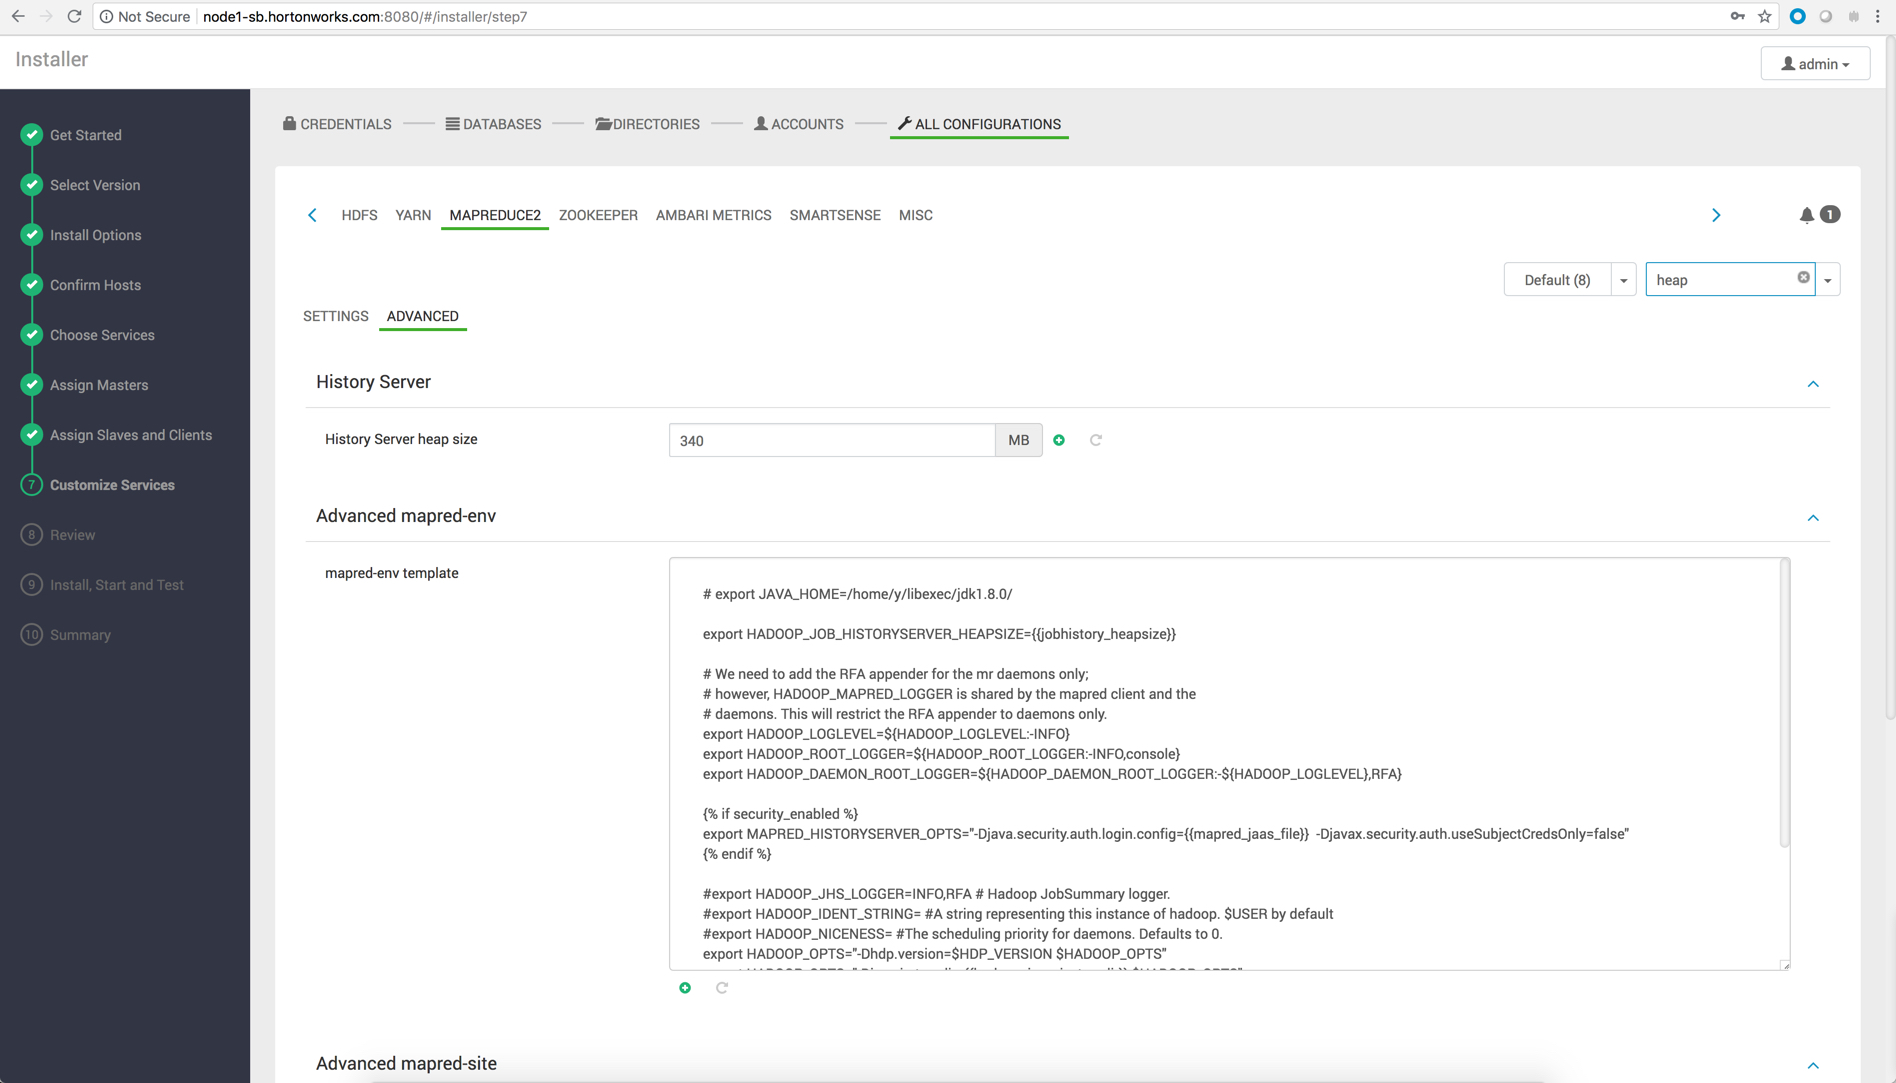 Not Secure node1-sb.hortonworks.com:8080/#/installer/step7
Installer
admin
Get Started
Select Version
Install Options
Confirm Hosts
Choose Services
Assign Masters
Assign Slaves and Clients
7 Customize Services
8 Review
9 Install, Start and Test
10 Summary
CREDENTIALS DATABASES DIRECTORIES ACCOUNTS ALL CONFIGURATIONS
HDFS YARN MAPREDUCE2 ZOOKEEPER AMBARI METRICS SMARTSENSE MISC 1
Default (8) heap
SETTINGS ADVANCED
History Server
History Server heap size 340 MB
Advanced mapred-env
mapred-env template
# export JAVA_HOME=/home/y/libexec/jdk1.8.0/
export HADOOP_JOB_HISTORYSERVER_HEAPSIZE={{jobhistory_heapsize}}
# We need to add the RFA appender for the mr daemons only;
# however, HADOOP_MAPRED_LOGGER is shared by the mapred client and the
# daemons. This will restrict the RFA appender to daemons only.
export HADOOP_LOGLEVEL=${HADOOP_LOGLEVEL:-INFO}
export HADOOP_ROOT_LOGGER=${HADOOP_ROOT_LOGGER:-INFO,console}
export HADOOP_DAEMON_ROOT_LOGGER=${HADOOP_DAEMON_ROOT_LOGGER:-${HADOOP_LOGLEVEL},RFA}
{% if security_enabled %}
export MAPRED_HISTORYSERVER_OPTS="-Djava.security.auth.login.config={{mapred_jaas_file}} -Djavax.security.auth.useSubjectCredsOnly=false"
{% endif %}
#export HADOOP_JHS_LOGGER=INFO,RFA # Hadoop JobSummary logger.
#export HADOOP_IDENT_STRING= #A string representing this instance of hadoop. $USER by default
#export HADOOP_NICENESS= #The scheduling priority for daemons. Defaults to 0.
export HADOOP_OPTS="-Dhdp.version=$HDP_VERSION $HADOOP_OPTS"
Advanced mapred-site